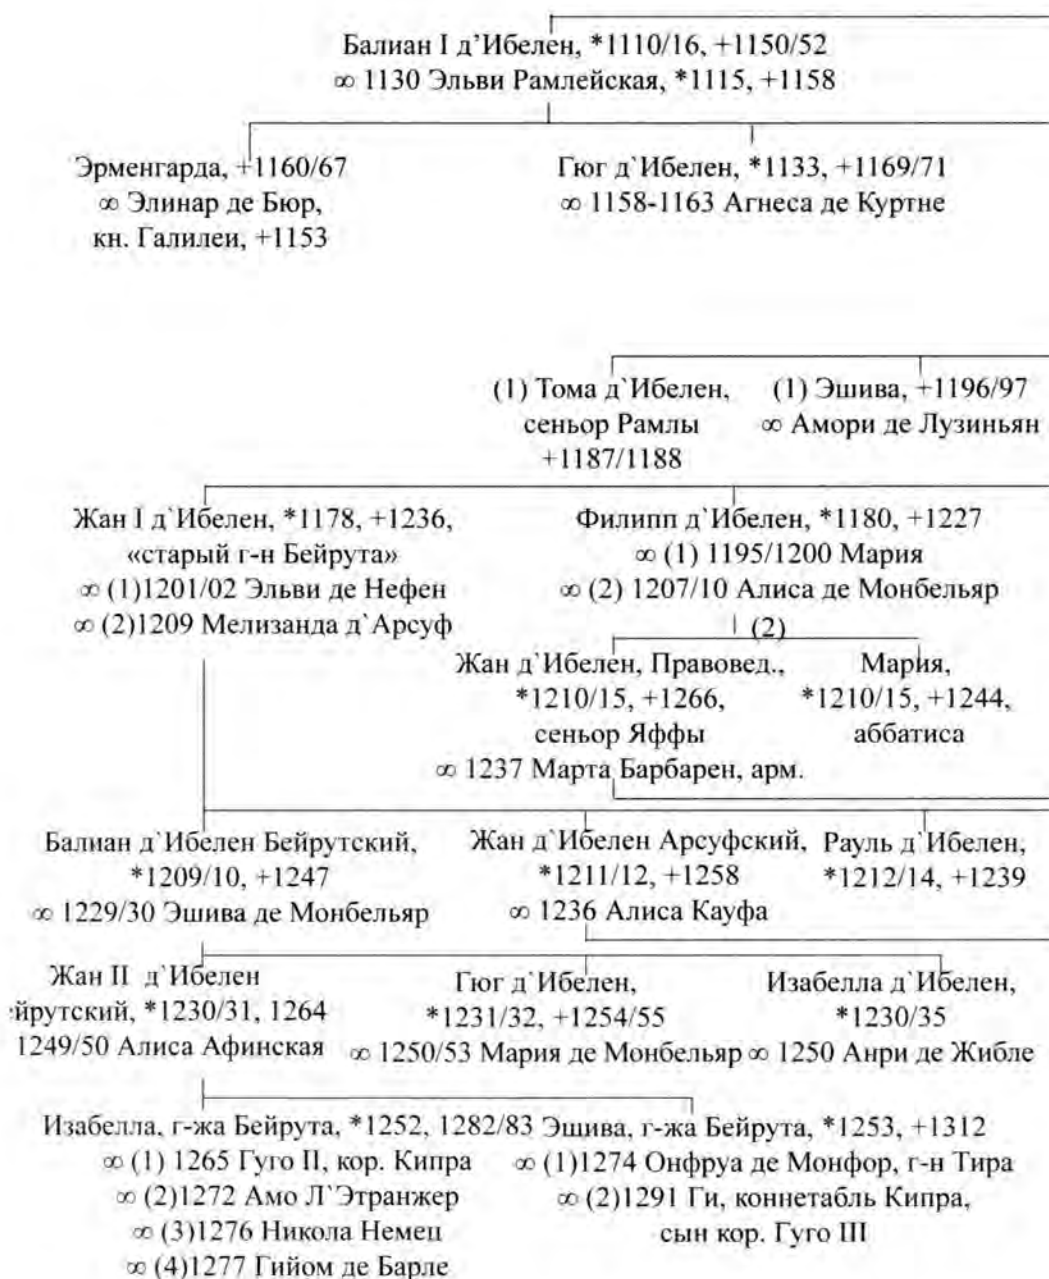 Балиан I д'Ибелен, *1110/16, +1150/52
∞ 1130 Эльви Рамлейская, *1115, +1158
Эрменгарда, +1160/67
∞ Элинар де Бюр,
кн. Галилеи, +1153
Гюг д`Ибелен, *1133, +1169/71
∞ 1158-1163 Агнеса де Куртне
(1) Тома д`Ибелен,
сеньор Рамлы
+1187/1188
(1) Эшива, +1196/97
∞ Амори де Лузиньян
Жан I д`Ибелен, *1178, +1236,
«старый г-н Бейрута»
∞ (1)1201/02 Эльви де Нефен
∞ (2)1209 Мелизанда д`Арсуф
Филипп д`Ибелен, *1180, +1227
∞ (1) 1195/1200 Мария
∞ (2) 1207/10 Алиса де Монбельяр
(2)
Жан д`Ибелен, Правовед.,
*1210/15, +1266,
сеньор Яффы
∞ 1237 Марта Барбарен, арм.
Мария,
*1210/15, +1244,
аббатиса
Балиан д`Ибелен Бейрутский,
*1209/10, +1247
∞ 1229/30 Эшива де Монбельяр
Жан д`Ибелен Арсуфский,
*1211/12, +1258
∞ 1236 Алиса Кауфа
Рауль д`Ибелен,
*1212/14, +1239
Жан II д`Ибелен
йрутский, *1230/31, 1264
1249/50 Алиса Афинская
Гюг д`Ибелен,
*1231/32, +1254/55
∞ 1250/53 Мария де Монбельяр
Изабелла д`Ибелен,
*1230/35
∞ 1250 Анри де Жибле
Изабелла, г-жа Бейрута, *1252, 1282/83
∞ (1) 1265 Гуго II, кор. Кипра
∞ (2)1272 Амо Л`Этранжер
∞ (3)1276 Никола Немец
∞ (4)1277 Гийом де Барле
Эшива, г-жа Бейрута, *1253, +1312
∞ (1)1274 Онфруа де Монфор, г-н Тира
∞ (2)1291 Ги, коннетабль Кипра,
сын кор. Гуго III